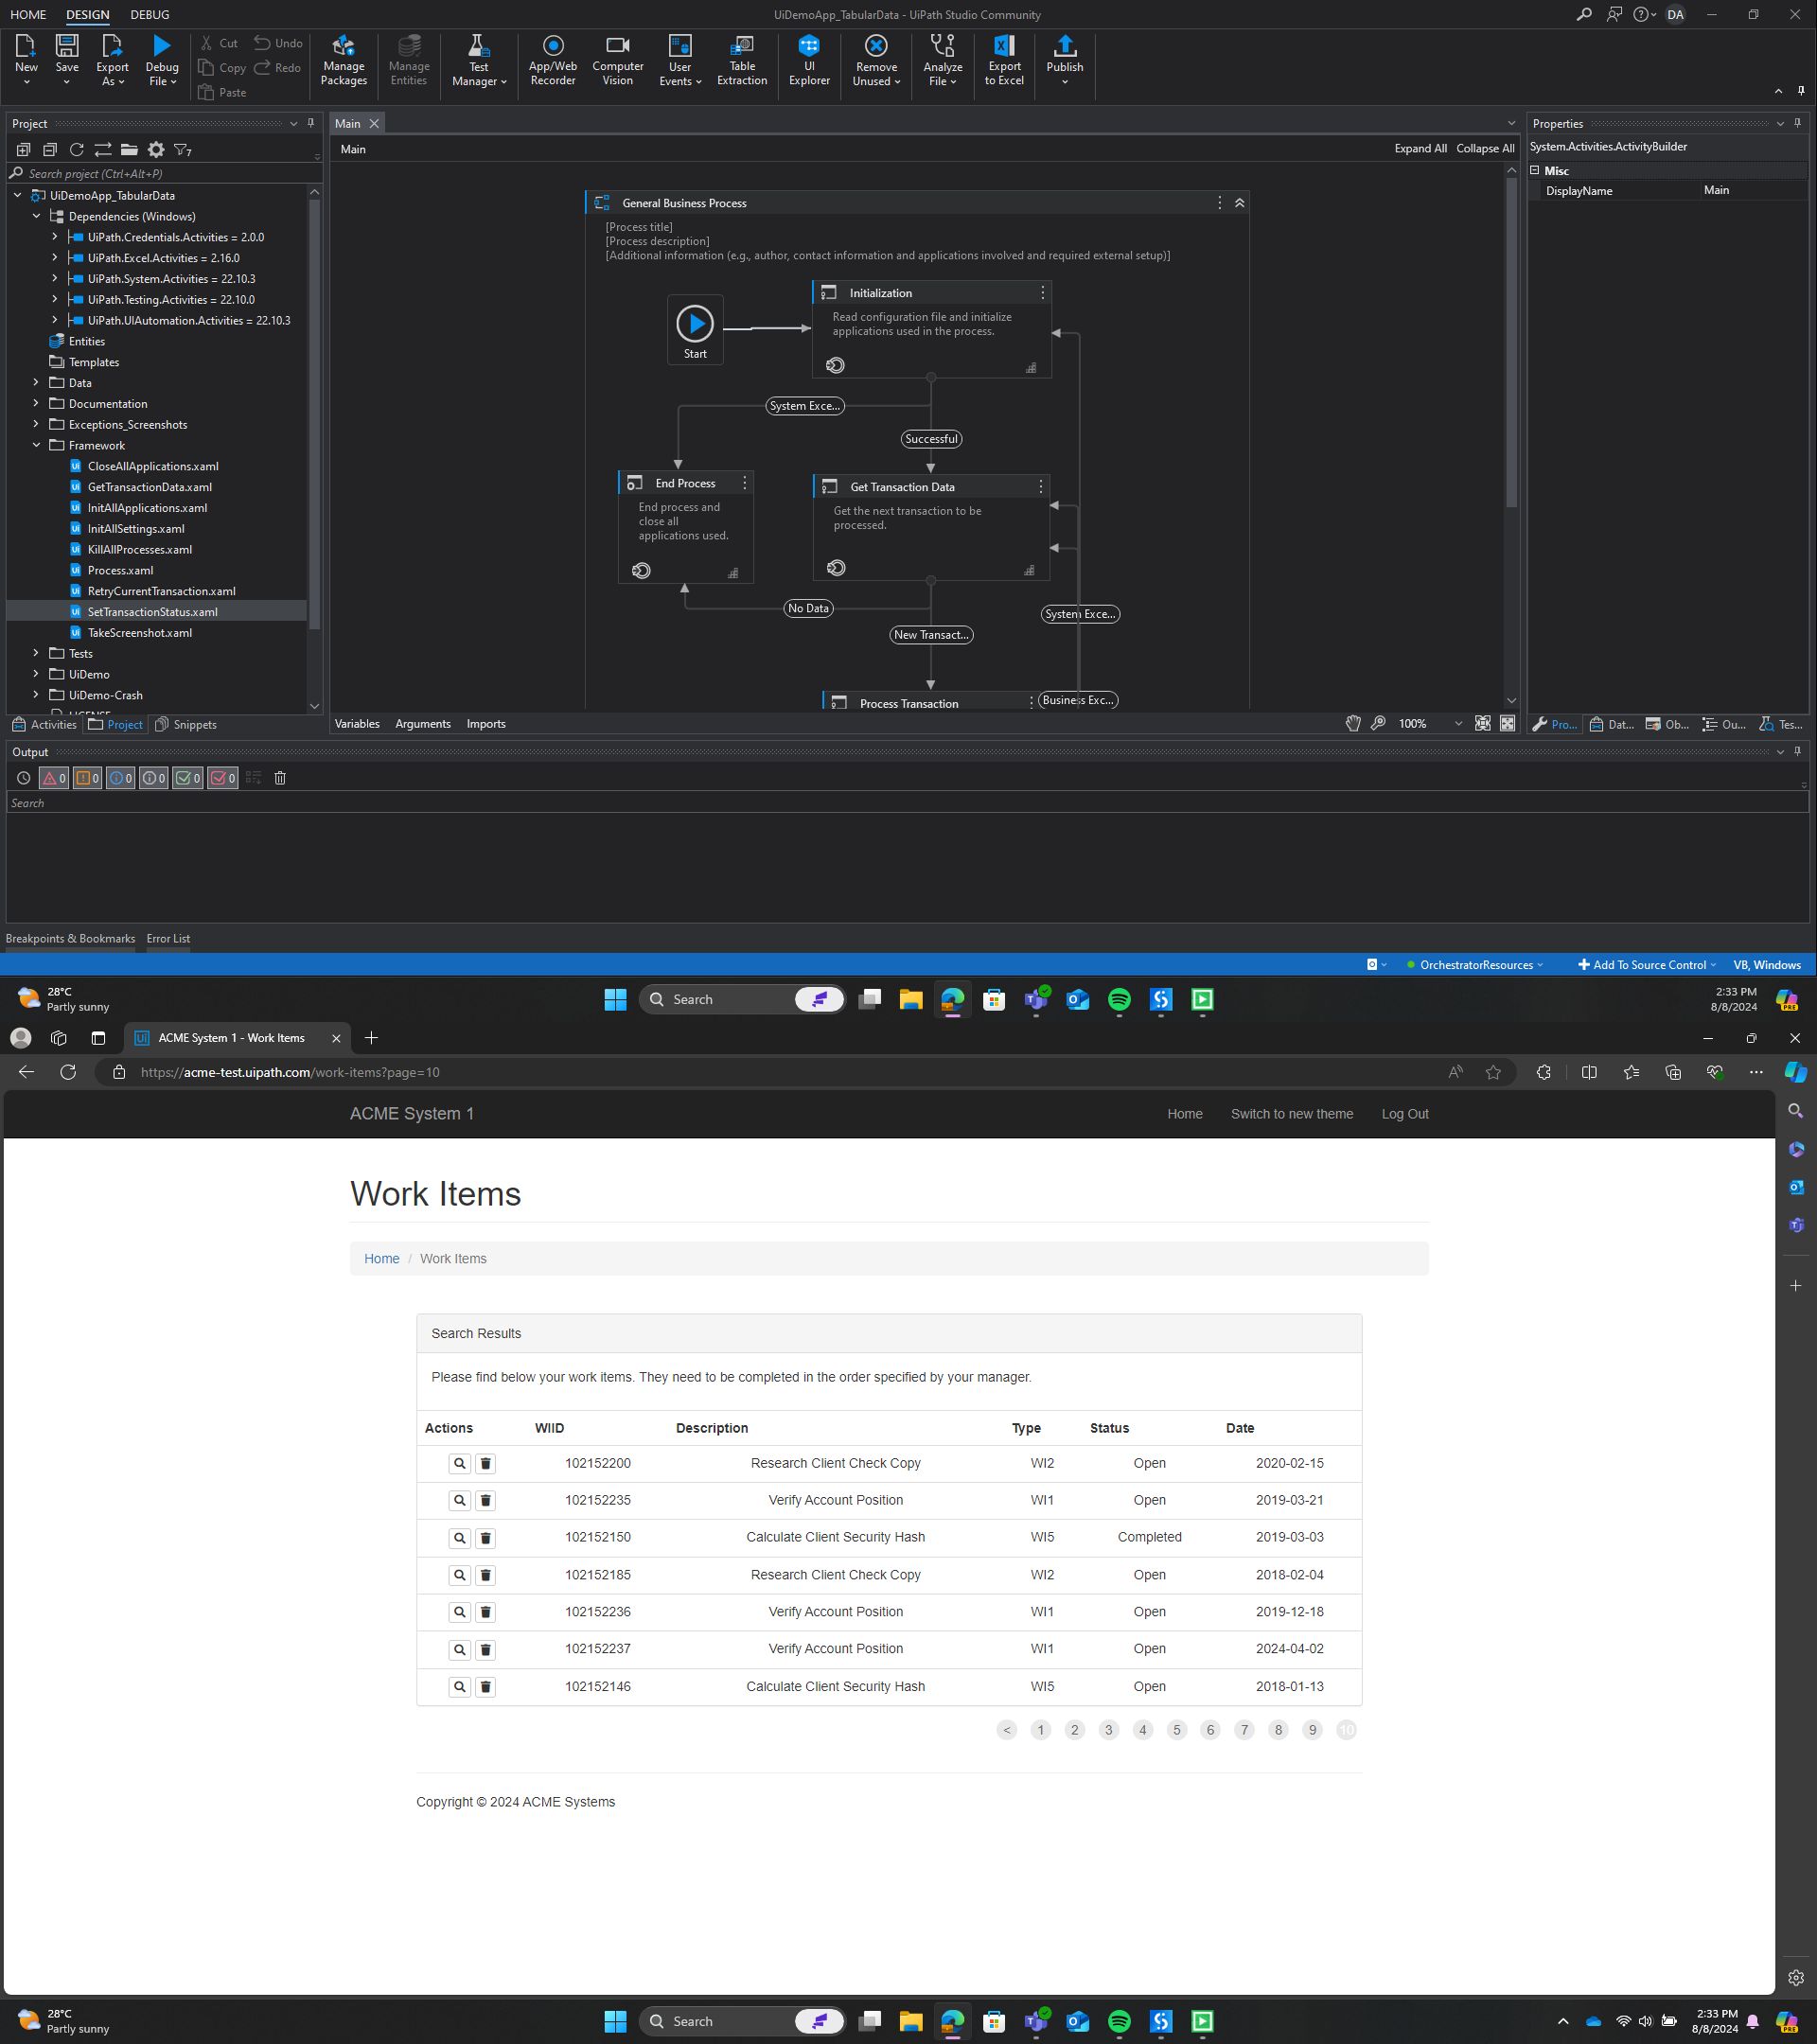 HOME DESIGN DEBUG
UiDemoApp_TabularData - UiPath Studio Community
DA
New
Save
Export As
Debug File
Cut
Copy
Paste
Undo
Redo
Manage Packages
Manage Entities
Test Manager
App/Web Recorder
Computer Vision
User Events
Table Extraction
UI Explorer
Remove Unused
Analyze File
Export to Excel
Publish
Project
Search project (Ctrl+Alt+P)
UiDemoApp_TabularData
Dependencies (Windows)
UiPath.Credentials.Activities = 2.0.0
UiPath.Excel.Activities = 2.16.0
UiPath.System.Activities = 22.10.3
UiPath.Testing.Activities = 22.10.0
UiPath.UIAutomation.Activities = 22.10.3
Entities
Templates
Data
Documentation
Exceptions_Screenshots
Framework
CloseAllApplications.xaml
GetTransactionData.xaml
InitAllApplications.xaml
InitAllSettings.xaml
KillAllProcesses.xaml
Process.xaml
RetryCurrentTransaction.xaml
SetTransactionStatus.xaml
TakeScreenshot.xaml
Tests
UiDemo
UiDemo-Crash
Activities Project Snippets
Main
Main
Expand All Collapse All
General Business Process
[Process title]
[Process description]
[Additional information (e.g., author, contact information and applications involved and required external setup)]
Start
Initialization
Read configuration file and initialize
applications used in the process.
System Exce...
Successful
End Process
End process and
close all
applications used.
Get Transaction Data
Get the next transaction to be
processed.
No Data
System Exce...
New Transact...
Business Exc...
Process Transaction
Variables Arguments Imports
100%
Properties
System.Activities.ActivityBuilder
Misc
DisplayName Main
Pro... Dat... Ob... Ou... Tes...
Output
0 0 0 0 0 0
Search
Breakpoints & Bookmarks Error List
OrchestratorResources Add To Source Control VB, Windows
28°C
Partly sunny
Search
2:33 PM
8/8/2024
ACME System 1 - Work Items
https://acme-test.uipath.com/work-items?page=10
ACME System 1
Home Switch to new theme Log Out
Work Items
Home / Work Items
Search Results
Please find below your work items. They need to be completed in the order specified by your manager.
Actions WIID Description Type Status Date
102152200 Research Client Check Copy WI2 Open 2020-02-15
102152235 Verify Account Position WI1 Open 2019-03-21
102152150 Calculate Client Security Hash WI5 Completed 2019-03-03
102152185 Research Client Check Copy WI2 Open 2018-02-04
102152236 Verify Account Position WI1 Open 2019-12-18
102152237 Verify Account Position WI1 Open 2024-04-02
102152146 Calculate Client Security Hash WI5 Open 2018-01-13
< 1 2 3 4 5 6 7 8 9 10
Copyright © 2024 ACME Systems
28°C
Partly sunny
Search
2:33 PM
8/8/2024